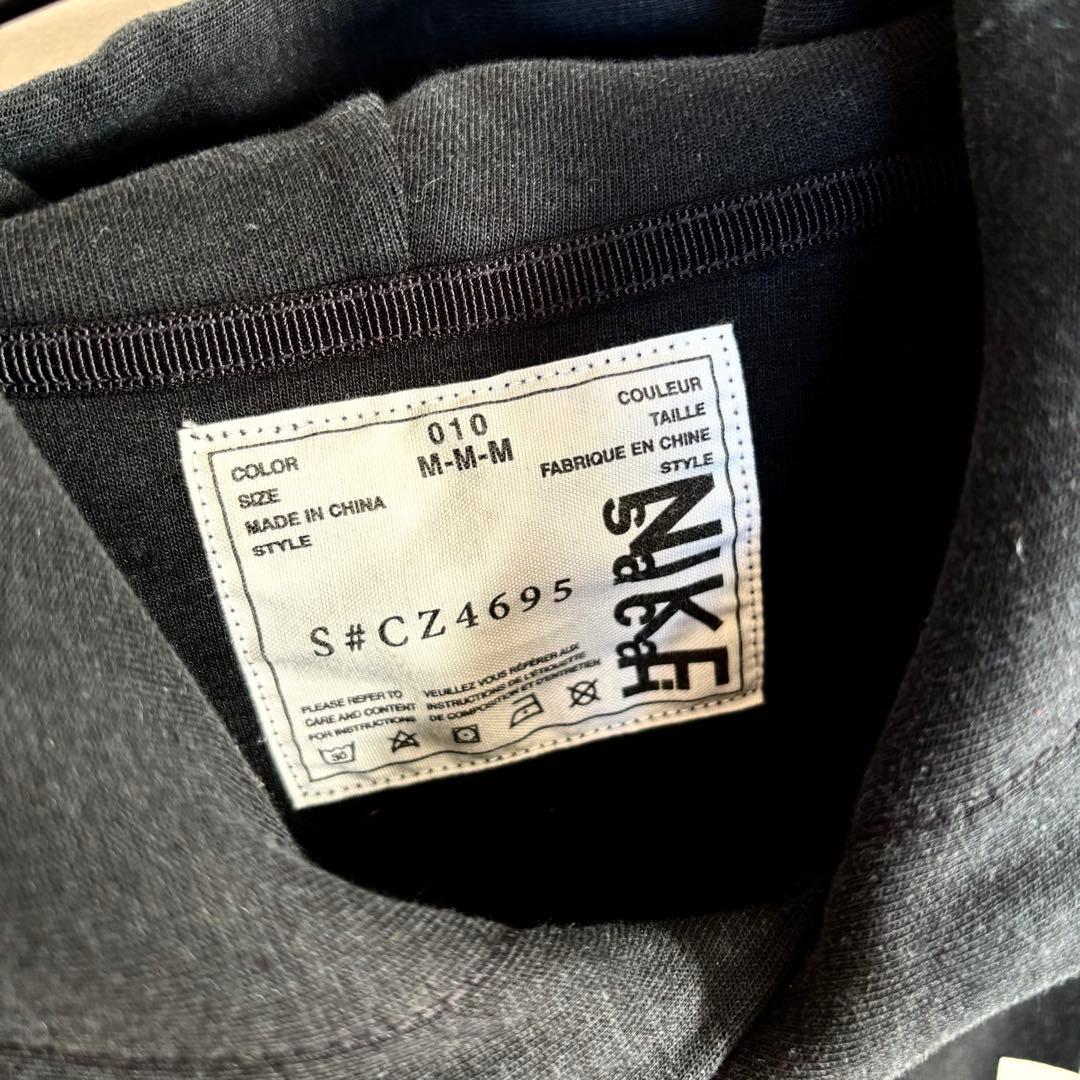 COLOR 010 COULEUR
SIZE M-M-M TAILLE
MADE IN CHINA FABRIQUE EN CHINE
STYLE STYLE
S#CZ4695
NIKE
sacai
PLEASE REFER TO
CARE AND CONTENT
FOR INSTRUCTIONS
VEUILLEZ VOUS RÉFÉRER AUX
INSTRUCTIONS DE L'ÉTIQUETTE
DE COMPOSITION ET D'ENTRETIEN
30